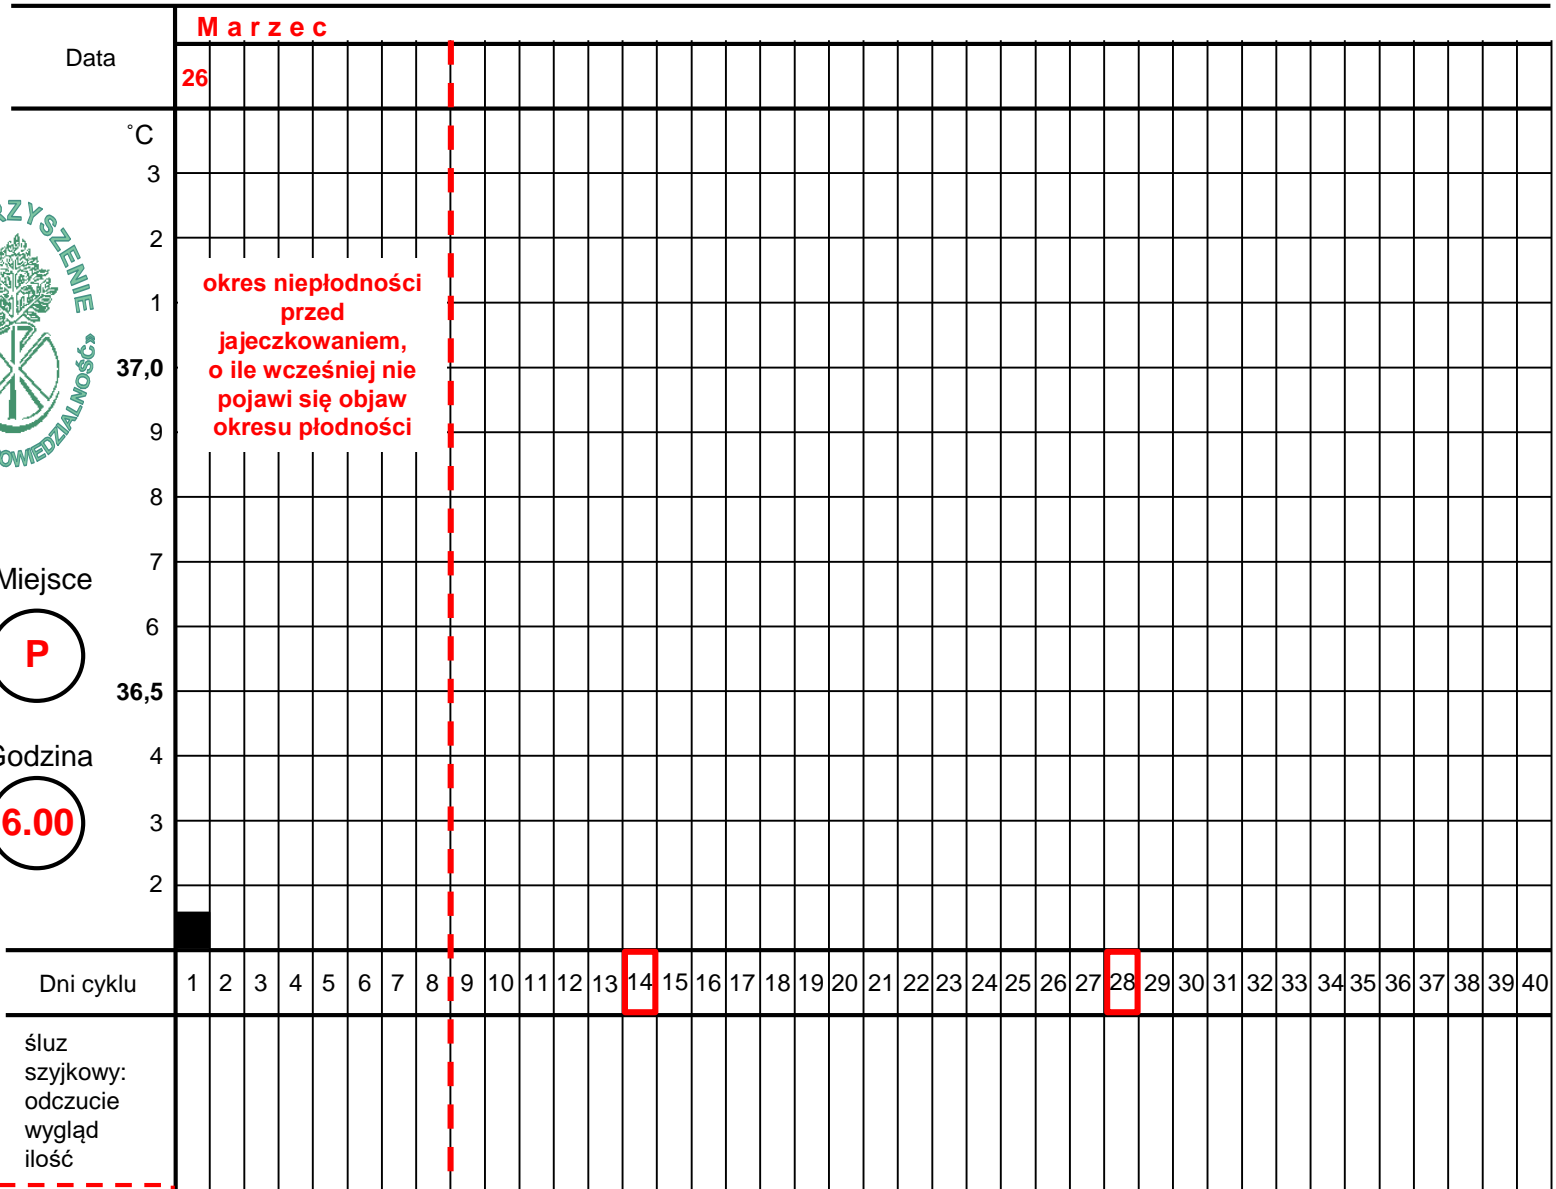 Marzec
Data
26
°C
3
2
1
37,0
9
8
7
6
36,5
4
3
2
okres niepłodności
przed
jajeczkowaniem,
o ile wcześniej nie
pojawi się objaw
okresu płodności
Miejsce
P
Godzina
6.00
Dni cyklu 1 2 3 4 5 6 7 8 9 10 11 12 13 14 15 16 17 18 19 20 21 22 23 24 25 26 27 28 29 30 31 32 33 34 35 36 37 38 39 40
śluz
szyjkowy:
odczucie
wygląd
ilość